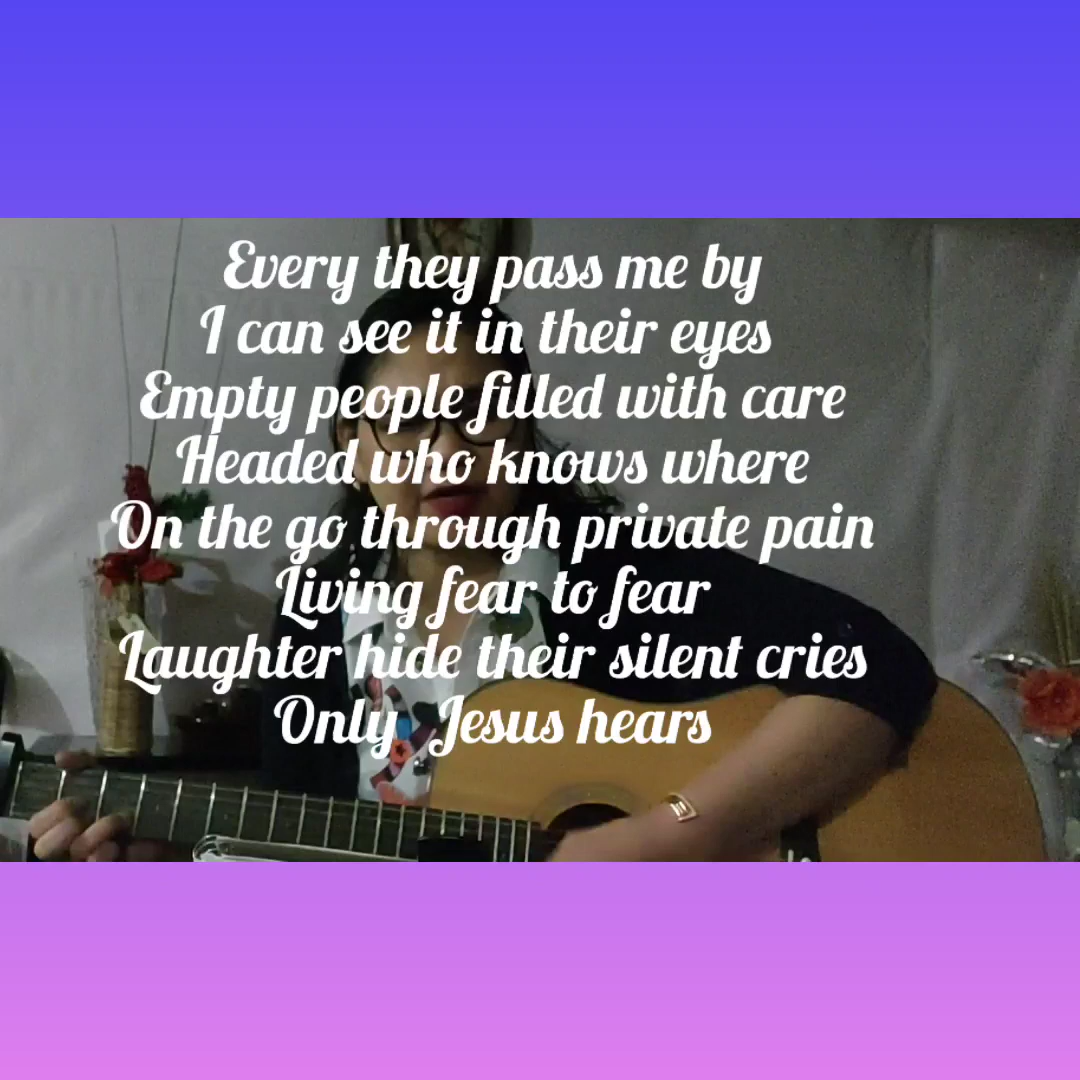 Every they pass me by
I can see it in their eyes
Empty people filled with care
Headed who knows where
On the go through private pain
Living fear to fear
Laughter hide their silent cries
Only Jesus hears